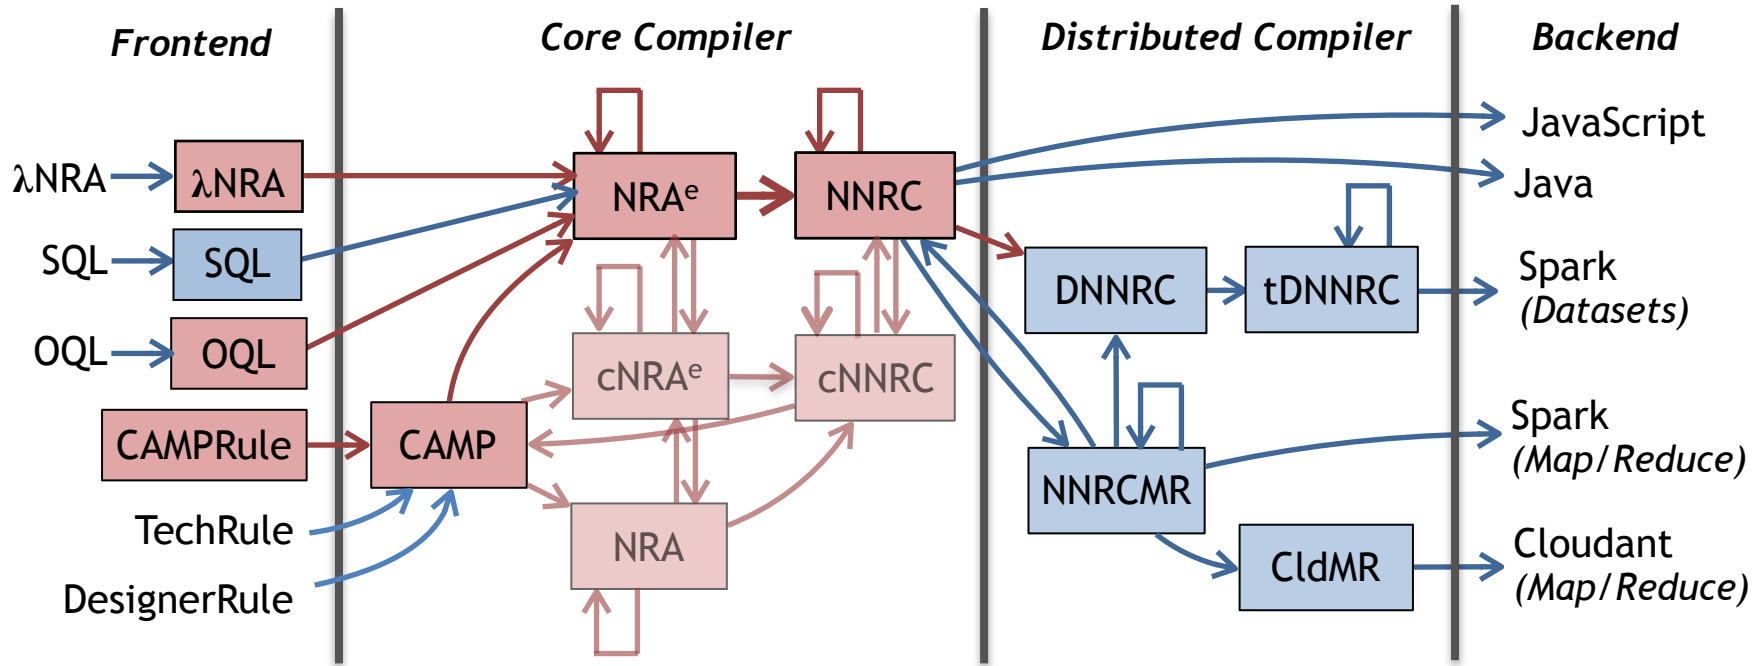 Frontend
Core Compiler
Distributed Compiler
Backend
λNRA
λNRA
SQL
SQL
OQL
OQL
CAMPRule
TechRule
DesignerRule
NRAᵉ
NNRC
cNRAᵉ
cNNRC
CAMP
NRA
DNNRC
tDNNRC
NNRCMR
CldMR
JavaScript
Java
Spark
(Datasets)
Spark
(Map/Reduce)
Cloudant
(Map/Reduce)